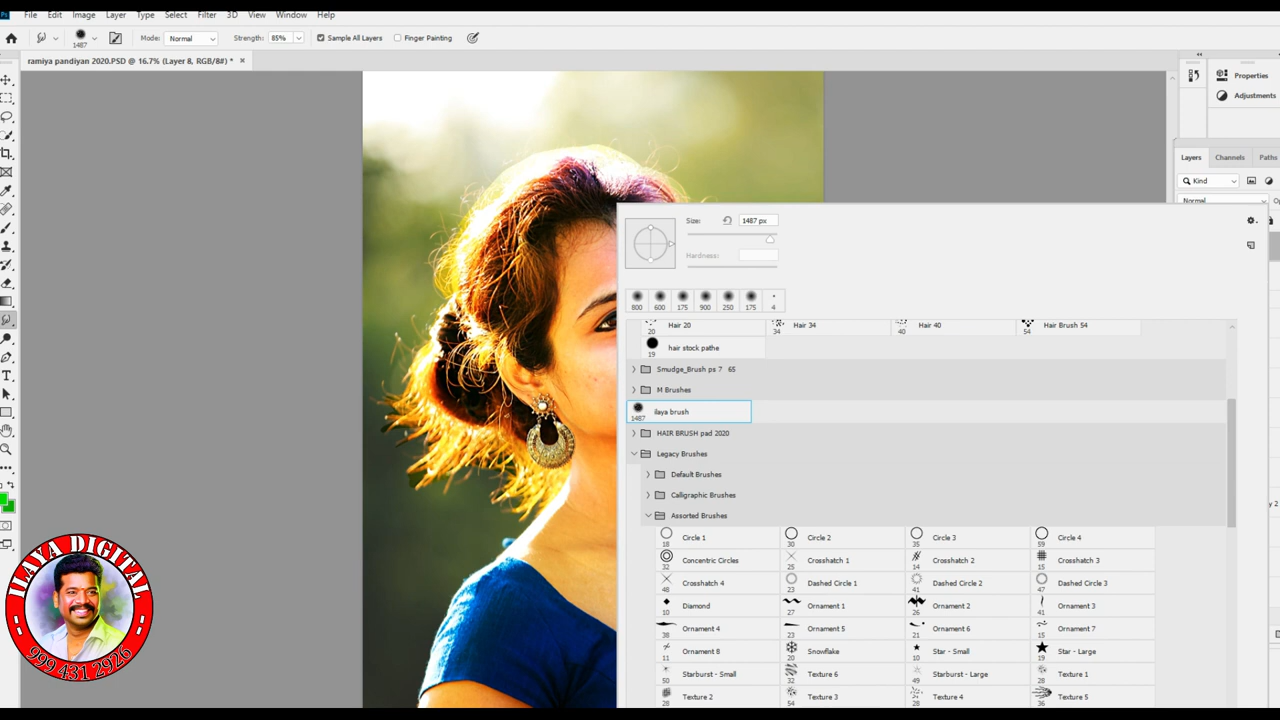 Ps File Edit Image Layer Type Select Filter 3D View Window Help
1487 Mode: Normal Strength: 85% Sample All Layers Finger Painting
ramiya pandiyan 2020.PSD @ 16.7% (Layer 8, RGB/8#) * ×
Properties
Adjustments
Layers Channels Paths
Kind
Normal
Size: 1487 px
Hardness:
800 600 175 900 250 175 4
20 Hair 20 34 Hair 34 40 Hair 40 54 Hair Brush 54
19 hair stock pathe
Smudge_Brush ps 7 65
M Brushes
1487 ilaya brush
HAIR BRUSH pad 2020
Legacy Brushes
Default Brushes
Calligraphic Brushes
Assorted Brushes
18 Circle 1 30 Circle 2 35 Circle 3 59 Circle 4
32 Concentric Circles 25 Crosshatch 1 14 Crosshatch 2 15 Crosshatch 3
48 Crosshatch 4 23 Dashed Circle 1 41 Dashed Circle 2 47 Dashed Circle 3
10 Diamond 27 Ornament 1 26 Ornament 2 41 Ornament 3
38 Ornament 4 23 Ornament 5 21 Ornament 6 15 Ornament 7
11 Ornament 8 20 Snowflake 10 Star - Small 19 Star - Large
50 Starburst - Small 32 Texture 6 49 Starburst - Large 28 Texture 1
28 Texture 2 54 Texture 3 28 Texture 4 36 Texture 5
ILAYA DIGITAL
999 431 2926